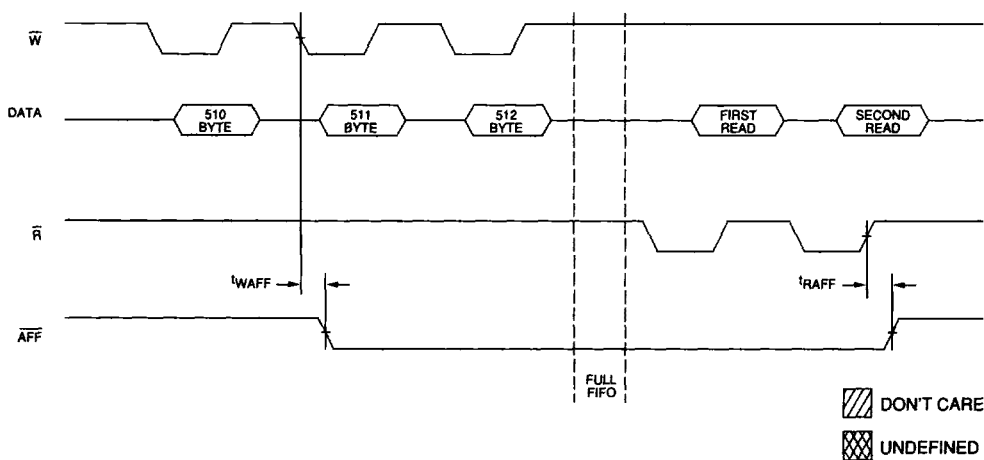 W
DATA
510
BYTE
511
BYTE
512
BYTE
FIRST
READ
SECOND
READ
R
tWAFF
tRAFF
AFF
FULL
FIFO
DON'T CARE
UNDEFINED